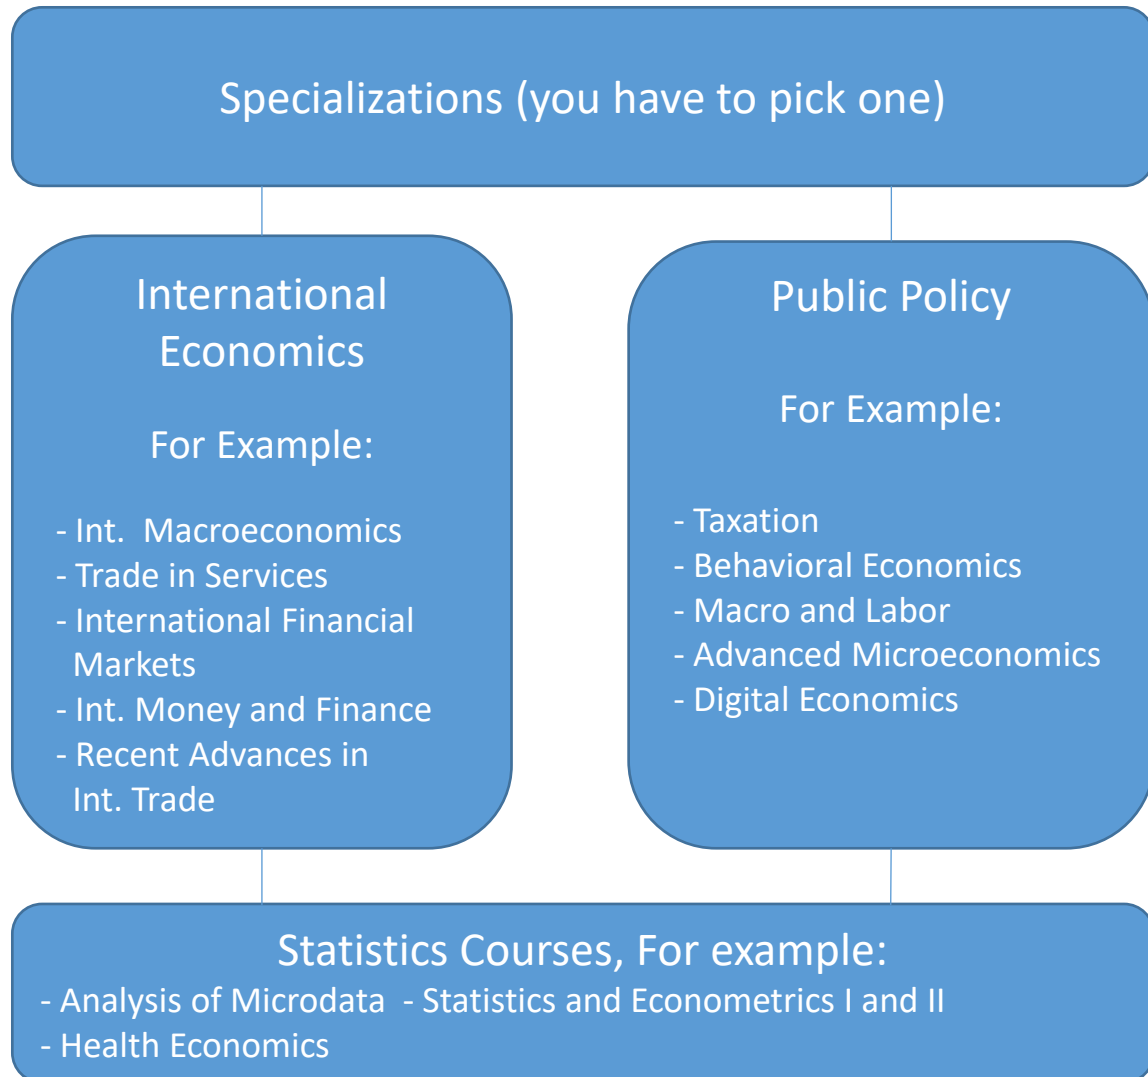 Specializations (you have to pick one)
International
Economics
For Example:
- Int.  Macroeconomics
- Trade in Services
- International Financial
Markets
- Int. Money and Finance
- Recent Advances in
Int. Trade
Public Policy
For Example:
- Taxation
- Behavioral Economics
- Macro and Labor
- Advanced Microeconomics
- Digital Economics
Statistics Courses, For example:
- Analysis of Microdata  - Statistics and Econometrics I and II
- Health Economics